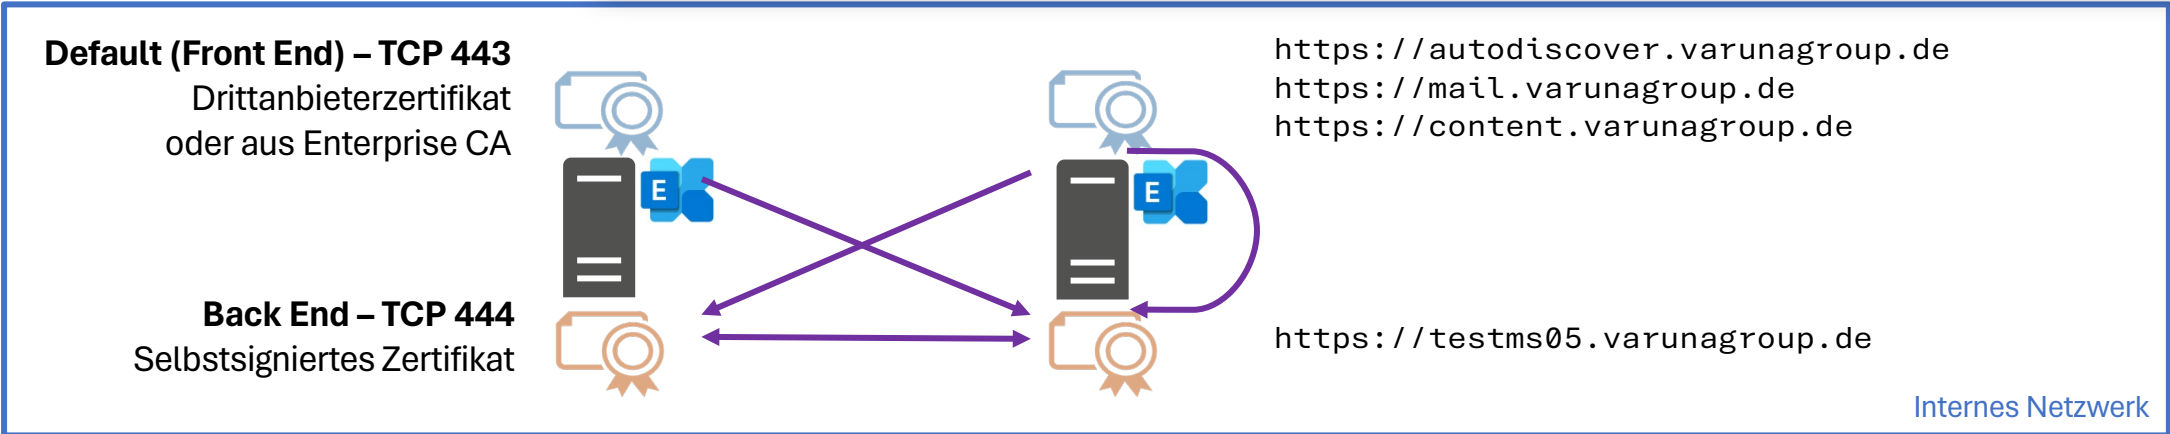 Default (Front End) – TCP 443
Drittanbieterzertifikat
oder aus Enterprise CA
E
E
https://autodiscover.varunagroup.de
https://mail.varunagroup.de
https://content.varunagroup.de
Back End – TCP 444
Selbstsigniertes Zertifikat
https://testms05.varunagroup.de
Internes Netzwerk